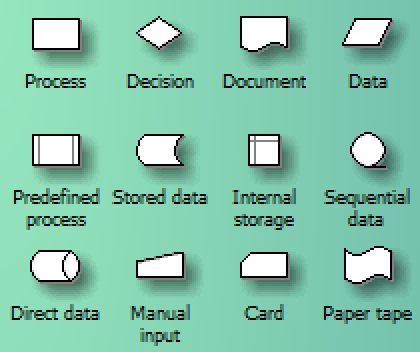 Process Decision Document Data
Predefined process Stored data Internal storage Sequential data
Direct data Manual input Card Paper tape